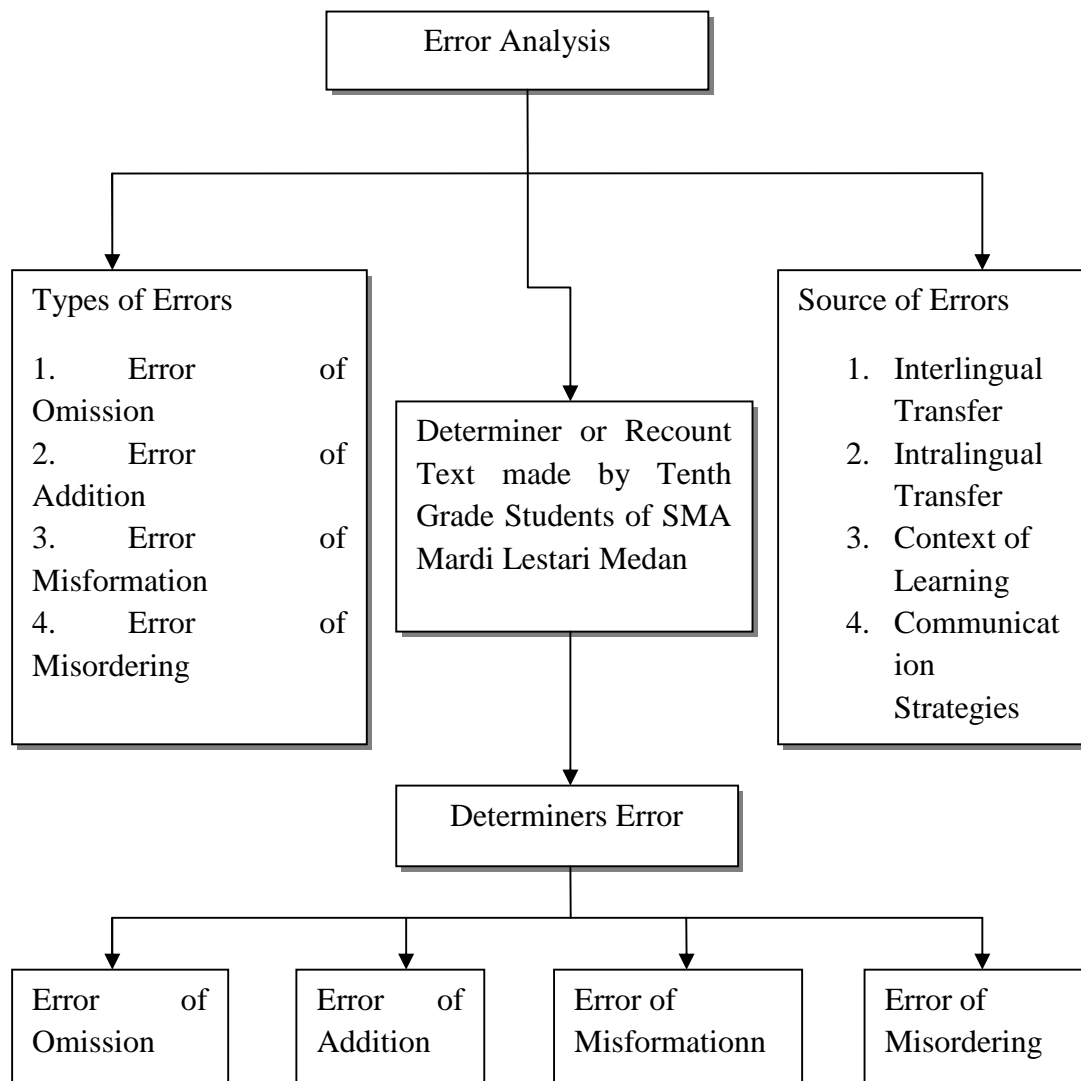 Error Analysis
Types of Errors
1. Error of
Omission
2. Error of
Addition
3. Error of
Misformation
4. Error of
Misordering
Determiner or Recount
Text made by Tenth
Grade Students of SMA
Mardi Lestari Medan
Source of Errors
1. Interlingual
Transfer
2. Intralingual
Transfer
3. Context of
Learning
4. Communicat
ion
Strategies
Determiners Error
Error of
Omission
Error of
Addition
Error of
Misformationn
Error of
Misordering